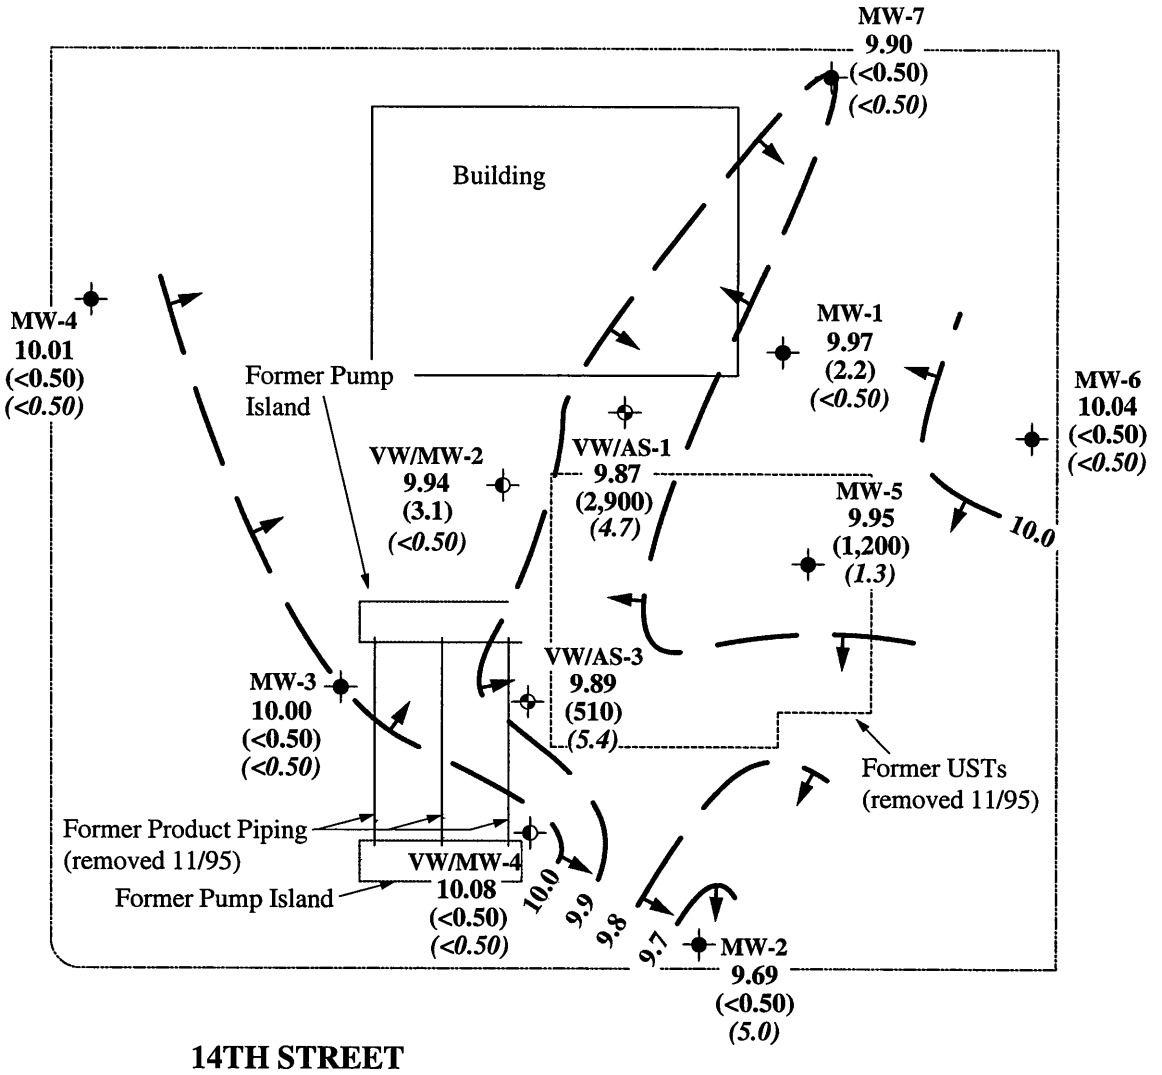 MW-7
9.90
(<0.50)
(<0.50)
Building
MW-4
10.01
(<0.50)
(<0.50)
MW-1
9.97
(2.2)
(<0.50)
Former Pump
Island
MW-6
10.04
(<0.50)
(<0.50)
VW/MW-2
9.94
(3.1)
(<0.50)
VW/AS-1
9.87
(2,900)
(4.7)
MW-5
9.95
(1,200)
(1.3)
10.0
VW/AS-3
9.89
(510)
(5.4)
MW-3
10.00
(<0.50)
(<0.50)
Former USTs
(removed 11/95)
Former Product Piping
(removed 11/95)
Former Pump Island
VW/MW-4
10.08
(<0.50)
(<0.50)
10.0
9.9
9.8
9.7
MW-2
9.69
(<0.50)
(5.0)
14TH STREET